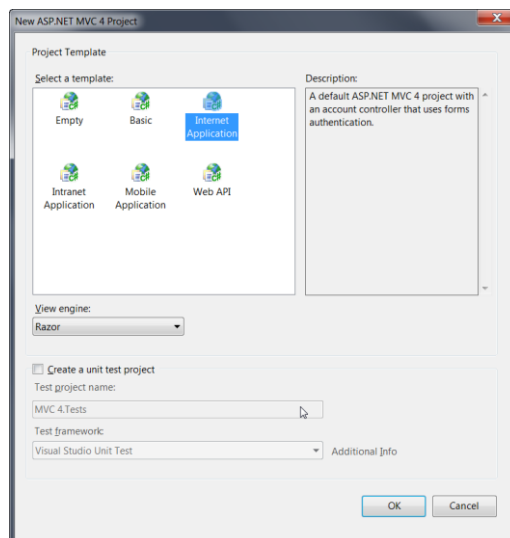 New ASP.NET MVC 4 Project
Project Template
Select a template:
Description:
Empty
Basic
Internet
Application
A default ASP.NET MVC 4 project with
an account controller that uses forms
authentication.
Intranet
Application
Mobile
Application
Web API
View engine:
Razor
Create a unit test project
Test project name:
MVC 4.Tests
Test framework:
Visual Studio Unit Test
Additional Info
OK
Cancel